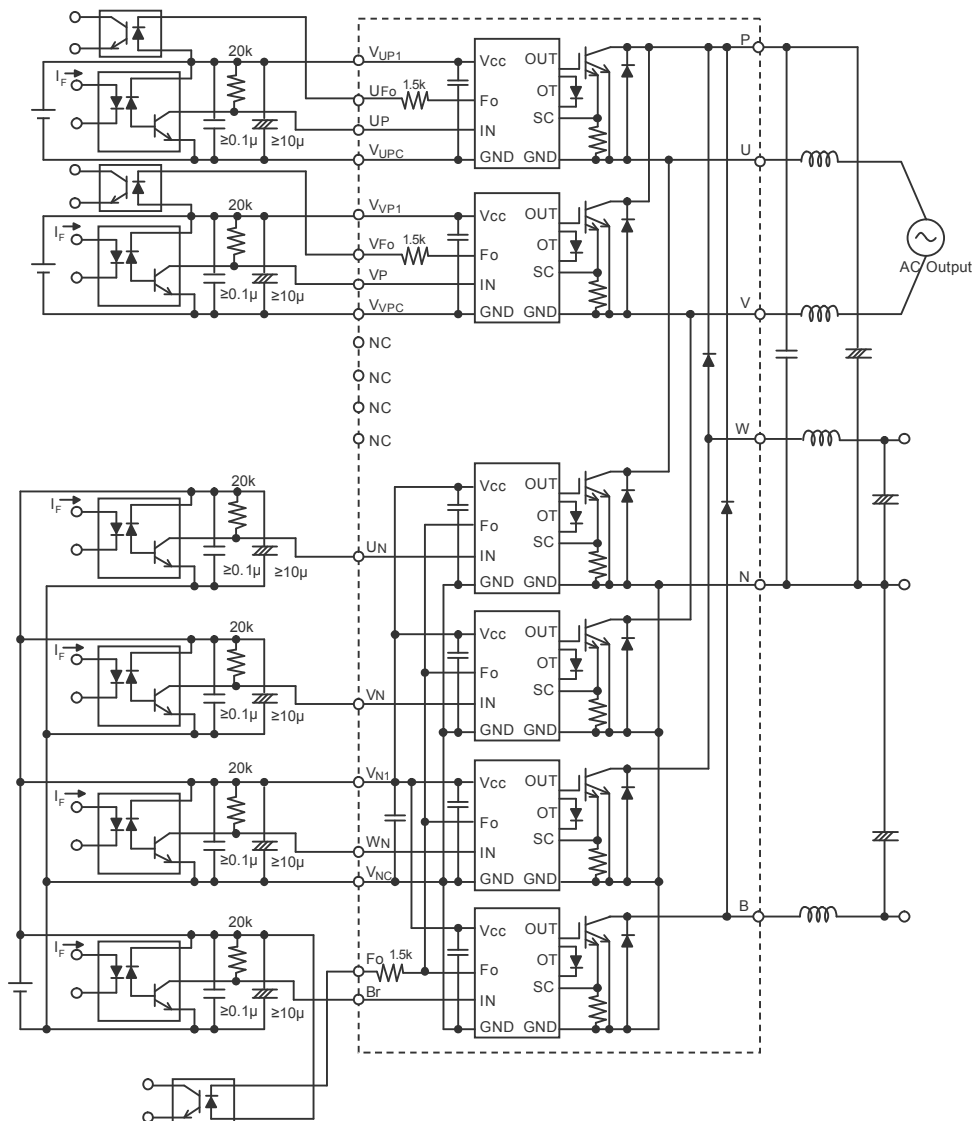 20k
IF
≥0.1µ
≥10µ
VUP1
UFo
1.5k
UP
VUPC
Vcc
Fo
IN
GND
OUT
OT
SC
GND
P
U
20k
IF
≥0.1µ
≥10µ
VVP1
VFo
1.5k
VP
VVPC
Vcc
Fo
IN
GND
OUT
OT
SC
GND
V
AC Output
NC
NC
NC
NC
W
20k
IF
≥0.1µ
≥10µ
UN
Vcc
Fo
IN
GND
OUT
OT
SC
GND
N
20k
IF
≥0.1µ
≥10µ
VN
Vcc
Fo
IN
GND
OUT
OT
SC
GND
20k
IF
≥0.1µ
≥10µ
VN1
WN
VNC
Vcc
Fo
IN
GND
OUT
OT
SC
GND
B
20k
IF
≥0.1µ
≥10µ
Fo
1.5k
Br
Vcc
Fo
IN
GND
OUT
OT
SC
GND